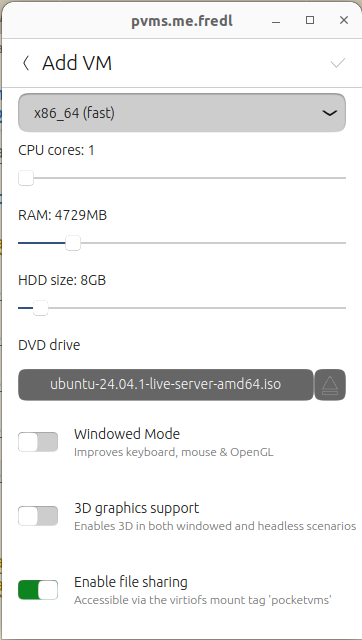 pvms.me.fredl
Add VM
x86_64 (fast)
CPU cores: 1
RAM: 4729MB
HDD size: 8GB
DVD drive
ubuntu-24.04.1-live-server-amd64.iso
Windowed Mode
Improves keyboard, mouse & OpenGL
3D graphics support
Enables 3D in both windowed and headless scenarios
Enable file sharing
Accessible via the virtiofs mount tag 'pocketvms'